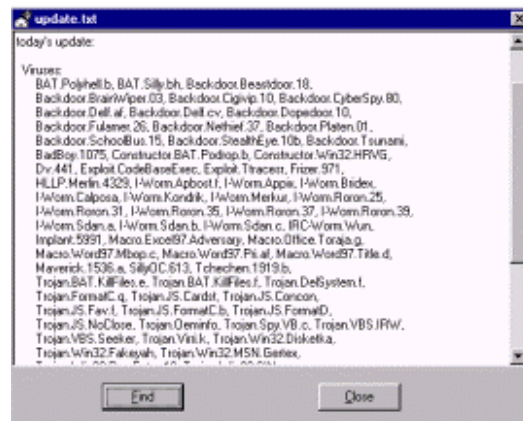 update.txt
today's update:
Viruses:
BAT.Polyhell.b, BAT.Silly.bh, Backdoor.Beastdoor.18,
Backdoor.BrainWiper.03, Backdoor.Cigivip.10, Backdoor.CyberSpy.80,
Backdoor.Delf.af, Backdoor.Delf.cv, Backdoor.Dopedoor.10,
Backdoor.Fulamer.26, Backdoor.Nethief.37, Backdoor.Platen.01,
Backdoor.SchoolBus.15, Backdoor.StealthEye.10b, Backdoor.Tsunami,
BadBoy.1075, Constructor.BAT.Podrop.b, Constructor.Win32.HRVG,
Dv.441, Exploit.CodeBaseExec, Exploit.Ttracest, Frizer.971,
HLLP.Merlin.4329, I-Worm.Apbost.f, I-Worm.Appix, I-Worm.Bridex,
I-Worm.Calposa, I-Worm.Kondrik, I-Worm.Merkur, I-Worm.Roron.25,
I-Worm.Roron.31, I-Worm.Roron.35, I-Worm.Roron.37, I-Worm.Roron.39,
I-Worm.Sdan.a, I-Worm.Sdan.b, I-Worm.Sdan.c, IRC-Worm.Wun,
Implant.5991, Macro.Excel97.Adversary, Macro.Office.Toraja.g,
Macro.Word97.Mbop.c, Macro.Word97.Psi.af, Macro.Word97.Title.d,
Maverick.1536.a, SillyOC.613, Tchechen.1919.b,
Trojan.BAT.KillFiles.e, Trojan.BAT.KillFiles.f, Trojan.DelSystem.f,
Trojan.FormatC.q, Trojan.JS.Cardst, Trojan.JS.Concon,
Trojan.JS.Fav.f, Trojan.JS.FormatC.b, Trojan.JS.FormatD,
Trojan.JS.NoClose, Trojan.Oeminfo, Trojan.Spy.VB.c, Trojan.VBS.IRW,
Trojan.VBS.Seeker, Trojan.Vini.k, Trojan.Win32.Disketka,
Trojan.Win32.Fakeyah, Trojan.Win32.MSN.Gertex,
Find
Close